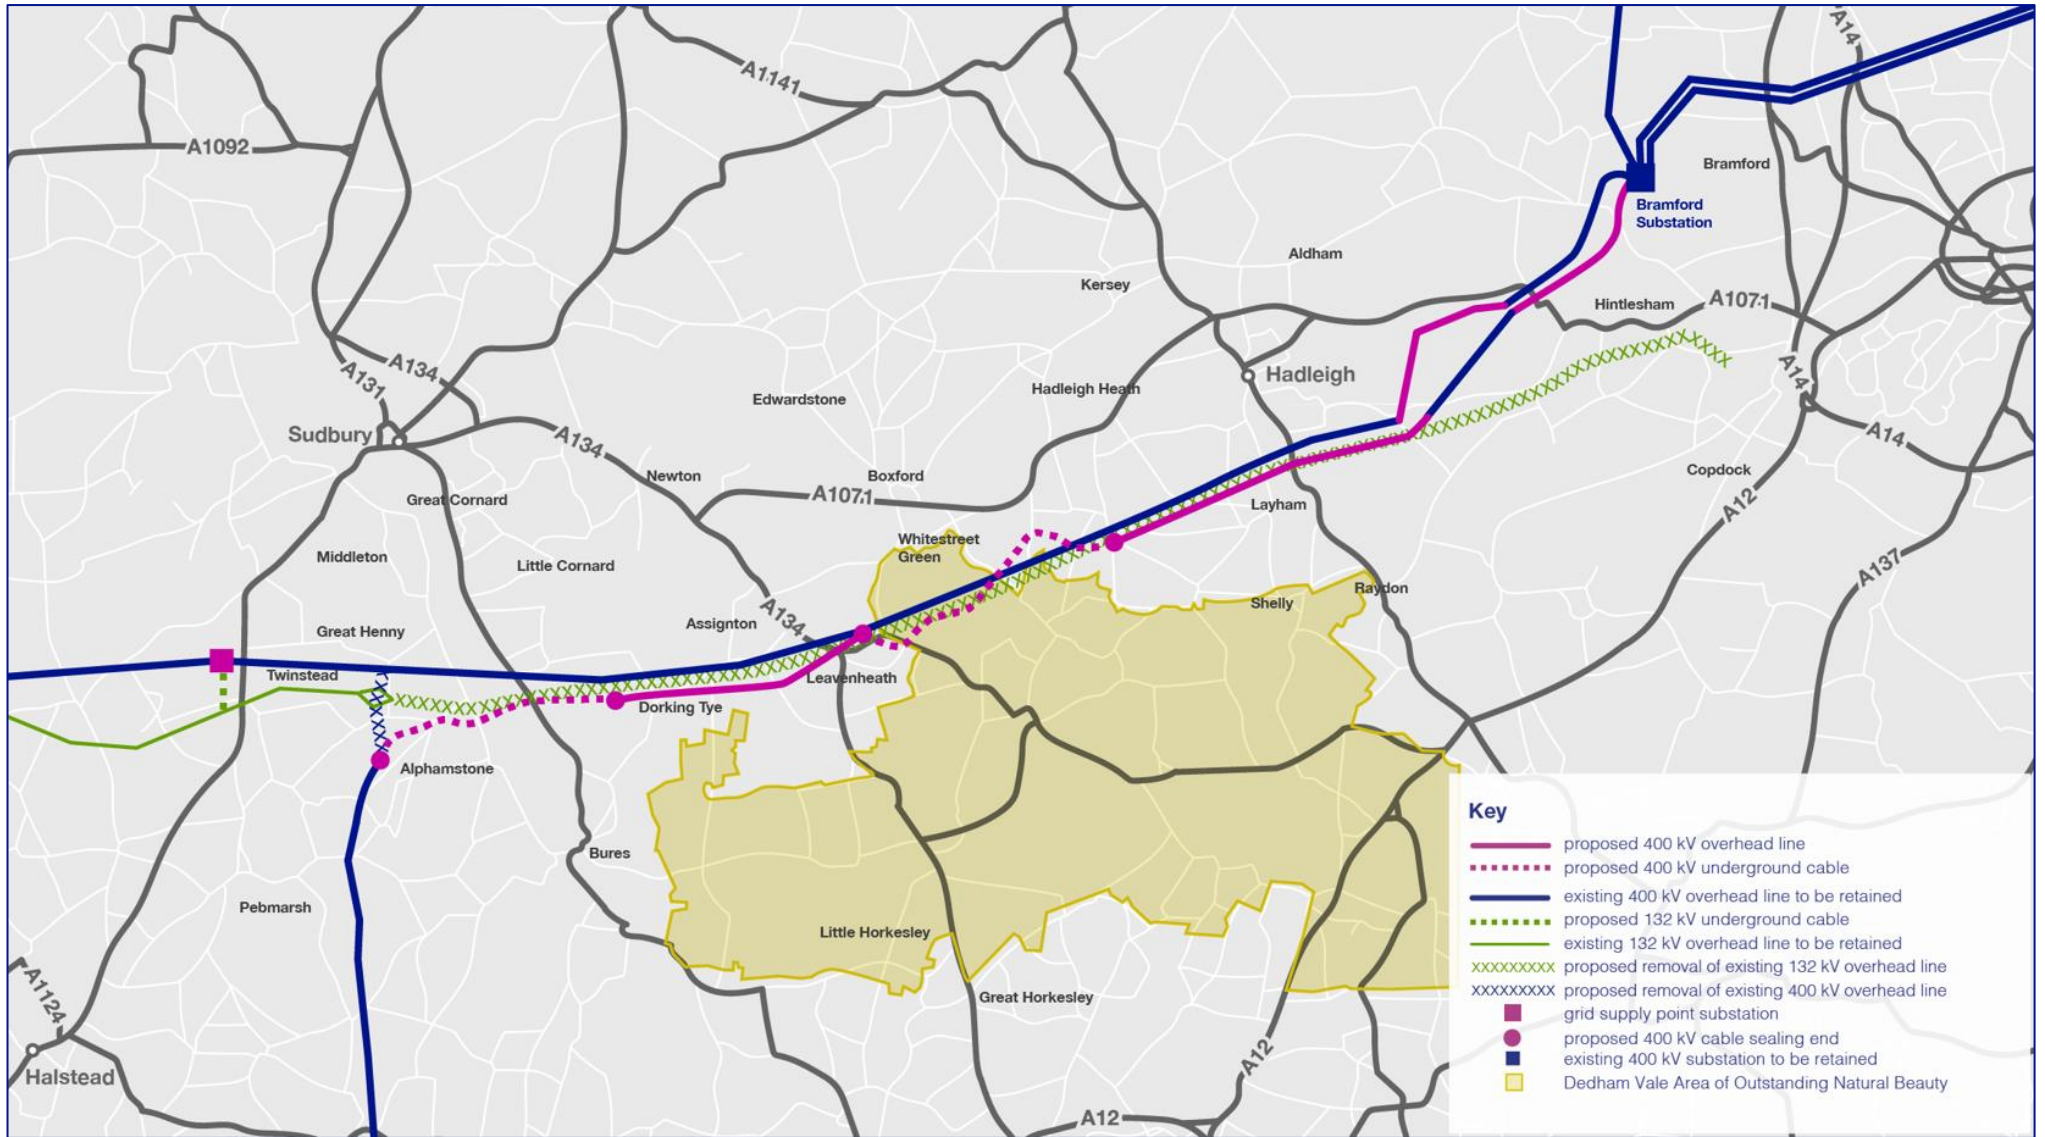 A14
A1141
A1092
Bramford
Bramford
Substation
Aldham
Kersey
Hintlesham
A1071
A134
A131
A14
Hadleigh
Hadleigh Heath
Edwardstone
Sudbury
A134
A14
Newton
Boxford
Copdock
Great Cornard
A1071
A12
Layham
Whitestreet
Green
Middleton
Little Cornard
A137
Raydon
Shelly
A134
Assignton
Great Henny
Twinstead
Leavenheath
Dorking Tye
Alphamstone
Bures
Pebmarsh
Little Horkesley
Great Horkesley
A1124
Halstead
A12
A12
Key
proposed 400 kV overhead line
proposed 400 kV underground cable
existing 400 kV overhead line to be retained
proposed 132 kV underground cable
existing 132 kV overhead line to be retained
proposed removal of existing 132 kV overhead line
proposed removal of existing 400 kV overhead line
grid supply point substation
proposed 400 kV cable sealing end
existing 400 kV substation to be retained
Dedham Vale Area of Outstanding Natural Beauty